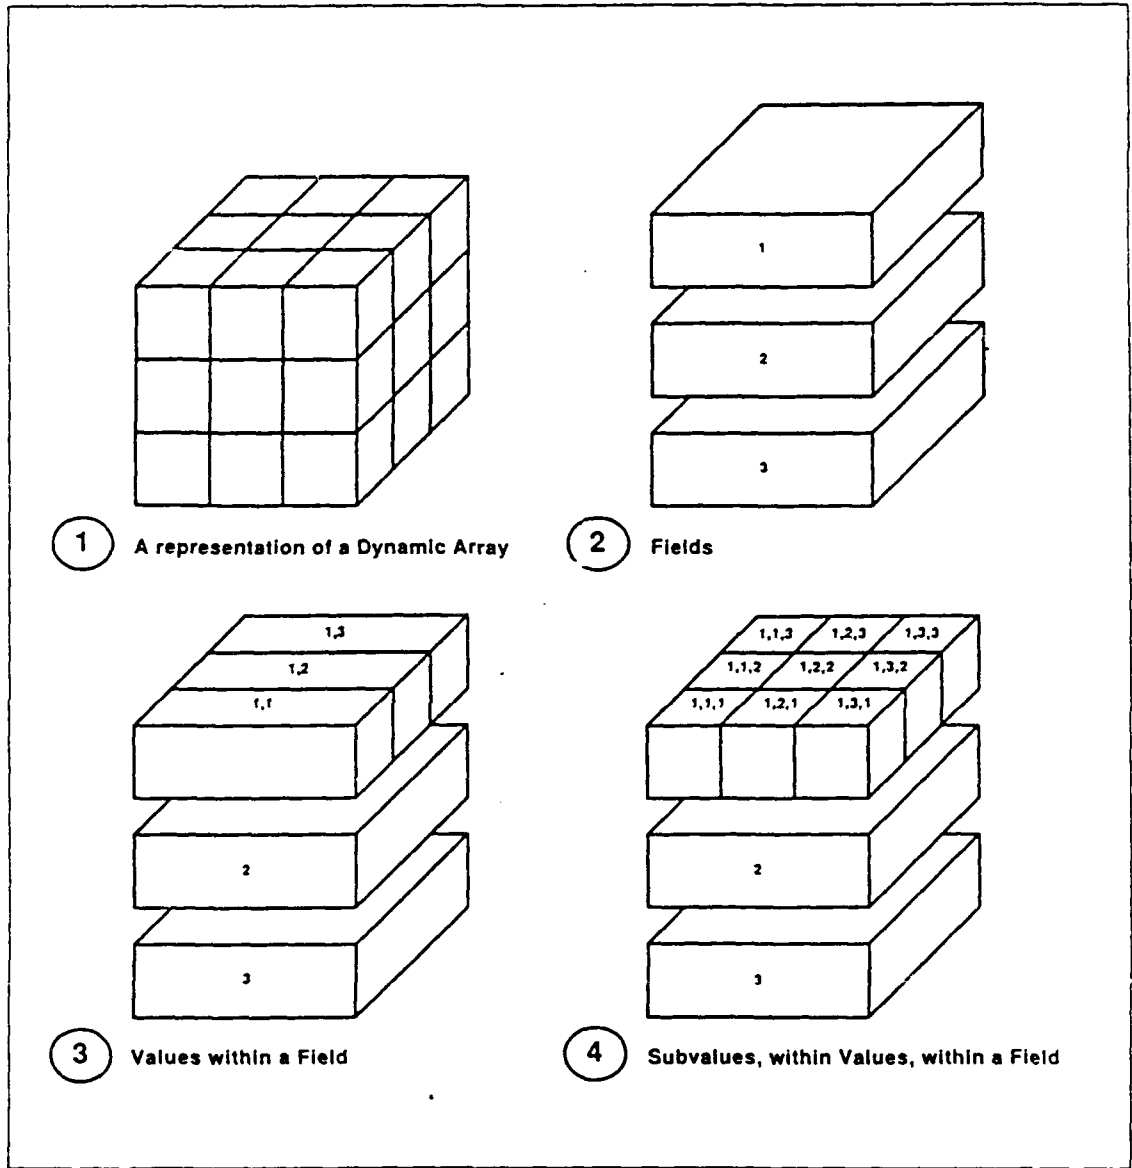 1
2
3
1 A representation of a Dynamic Array
2 Fields
1,3
1,2
1,1
2
3
1,1,3 1,2,3 1,3,3
1,1,2 1,2,2 1,3,2
1,1,1 1,2,1 1,3,1
2
3
3 Values within a Field
4 Subvalues, within Values, within a Field